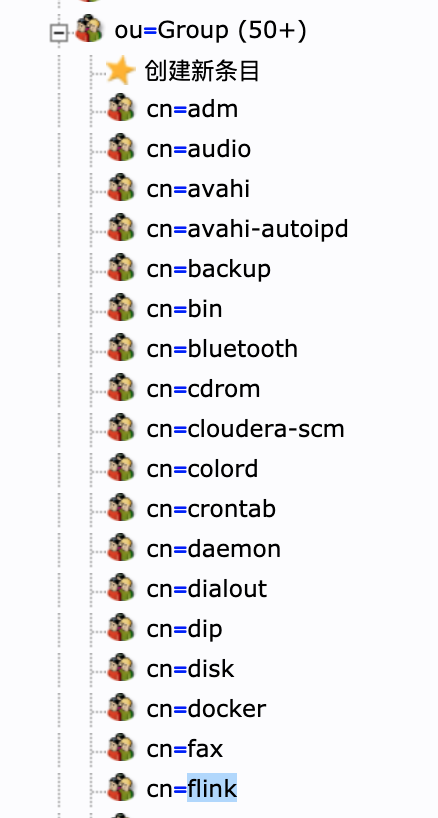 ou=Group (50+)
创建新条目
cn=adm
cn=audio
cn=avahi
cn=avahi-autoipd
cn=backup
cn=bin
cn=bluetooth
cn=cdrom
cn=cloudera-scm
cn=colord
cn=crontab
cn=daemon
cn=dialout
cn=dip
cn=disk
cn=docker
cn=fax
cn=flink